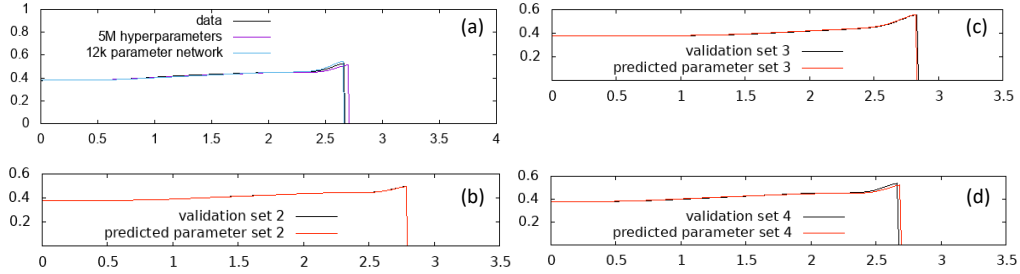 1
0.8
0.6
0.4
0.2
0
data
5M hyperparameters
12k parameter network
(a)
0 0.5 1 1.5 2 2.5 3 3.5 4
0.6
0.4
0.2
validation set 3
predicted parameter set 3
(c)
0 0.5 1 1.5 2 2.5 3 3.5
0.6
0.4
0.2
validation set 2
predicted parameter set 2
(b)
0 0.5 1 1.5 2 2.5 3 3.5
0.6
0.4
0.2
validation set 4
predicted parameter set 4
(d)
0 0.5 1 1.5 2 2.5 3 3.5